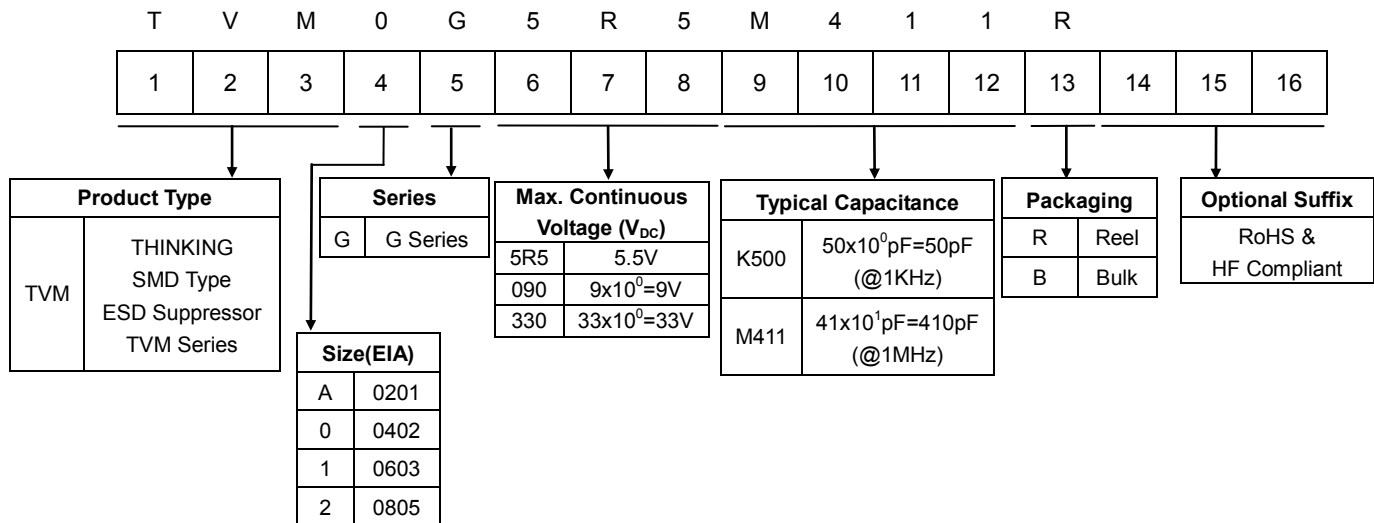 T V M 0 G 5 R 5 M 4 1 1 R
1 2 3 4 5 6 7 8 9 10 11 12 13 14 15 16
Product Type
TVM
THINKING
SMD Type
ESD Suppressor
TVM Series
Size(EIA)
A 0201
0 0402
1 0603
2 0805
Series
G G Series
Max. Continuous
Voltage (V_DC)
5R5 5.5V
090 9x10⁰=9V
330 33x10⁰=33V
Typical Capacitance
K500
50x10⁰pF=50pF
(@1KHz)
M411
41x10¹pF=410pF
(@1MHz)
Packaging
R Reel
B Bulk
Optional Suffix
RoHS &
HF Compliant